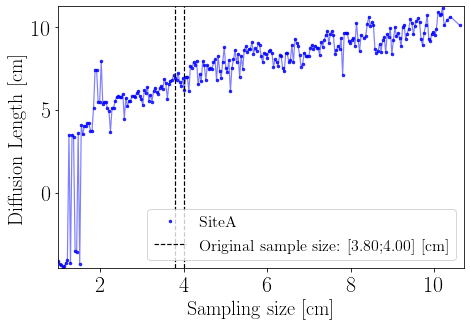 Diffusion Length [cm]
10
5
0
SiteA
Original sample size: [3.80;4.00] [cm]
2 4 6 8 10
Sampling size [cm]